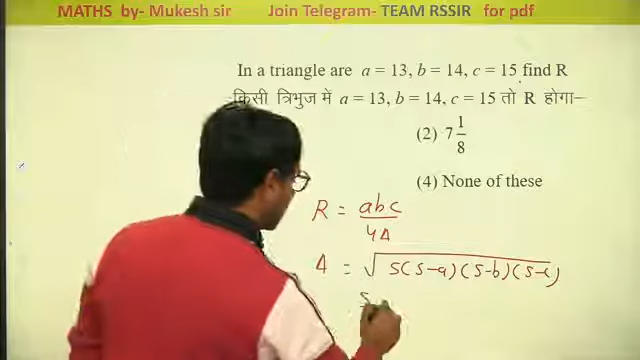 MATHS by- Mukesh sir Join Telegram- TEAM RSSIR for pdf
In a triangle are a = 13, b = 14, c = 15 find R
किसी त्रिभुज में a = 13, b = 14, c = 15 तो R होगा–
(2) 7 1/8
(4) None of these
R = abc/4Δ
Δ = √s(s-a)(s-b)(s-c)
S